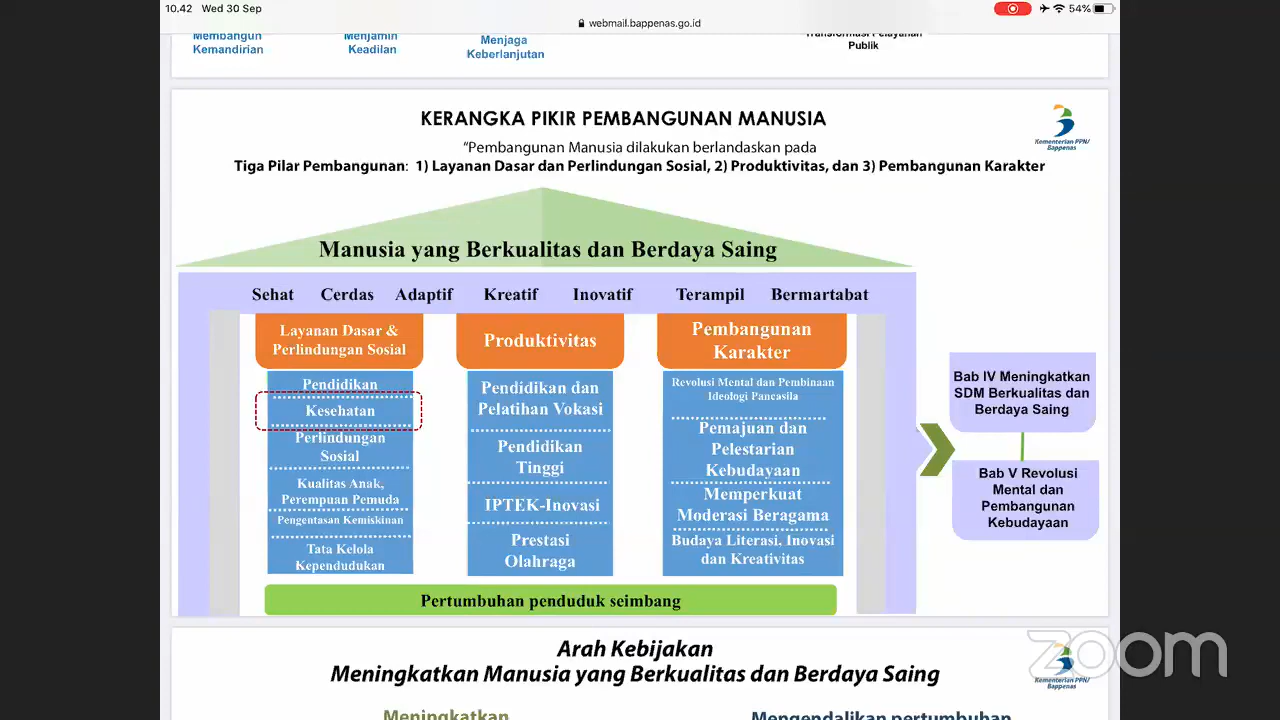 10.42 Wed 30 Sep
54%
webmail.bappenas.go.id
Membangun
Kemandirian
Menjamin
Keadilan
Menjaga
Keberlanjutan
Transformasi Pelayanan
Publik
KERANGKA PIKIR PEMBANGUNAN MANUSIA
Kementerian PPN/
Bappenas
“Pembangunan Manusia dilakukan berlandaskan pada
Tiga Pilar Pembangunan: 1) Layanan Dasar dan Perlindungan Sosial, 2) Produktivitas, dan 3) Pembangunan Karakter
Manusia yang Berkualitas dan Berdaya Saing
Sehat Cerdas Adaptif Kreatif Inovatif Terampil Bermartabat
Layanan Dasar &
Perlindungan Sosial
Pendidikan
Kesehatan
Perlindungan
Sosial
Kualitas Anak,
Perempuan Pemuda
Pengentasan Kemiskinan
Tata Kelola
Kependudukan
Produktivitas
Pendidikan dan
Pelatihan Vokasi
Pendidikan
Tinggi
IPTEK-Inovasi
Prestasi
Olahraga
Pembangunan
Karakter
Revolusi Mental dan Pembinaan
Ideologi Pancasila
Pemajuan dan
Pelestarian
Kebudayaan
Memperkuat
Moderasi Beragama
Budaya Literasi, Inovasi
dan Kreativitas
Bab IV Meningkatkan
SDM Berkualitas dan
Berdaya Saing
Bab V Revolusi
Mental dan
Pembangunan
Kebudayaan
Pertumbuhan penduduk seimbang
Arah Kebijakan
Meningkatkan Manusia yang Berkualitas dan Berdaya Saing
Kementerian PPN/
Bappenas
zoom
Meningkatkan
Mengendalikan pertumbuhan